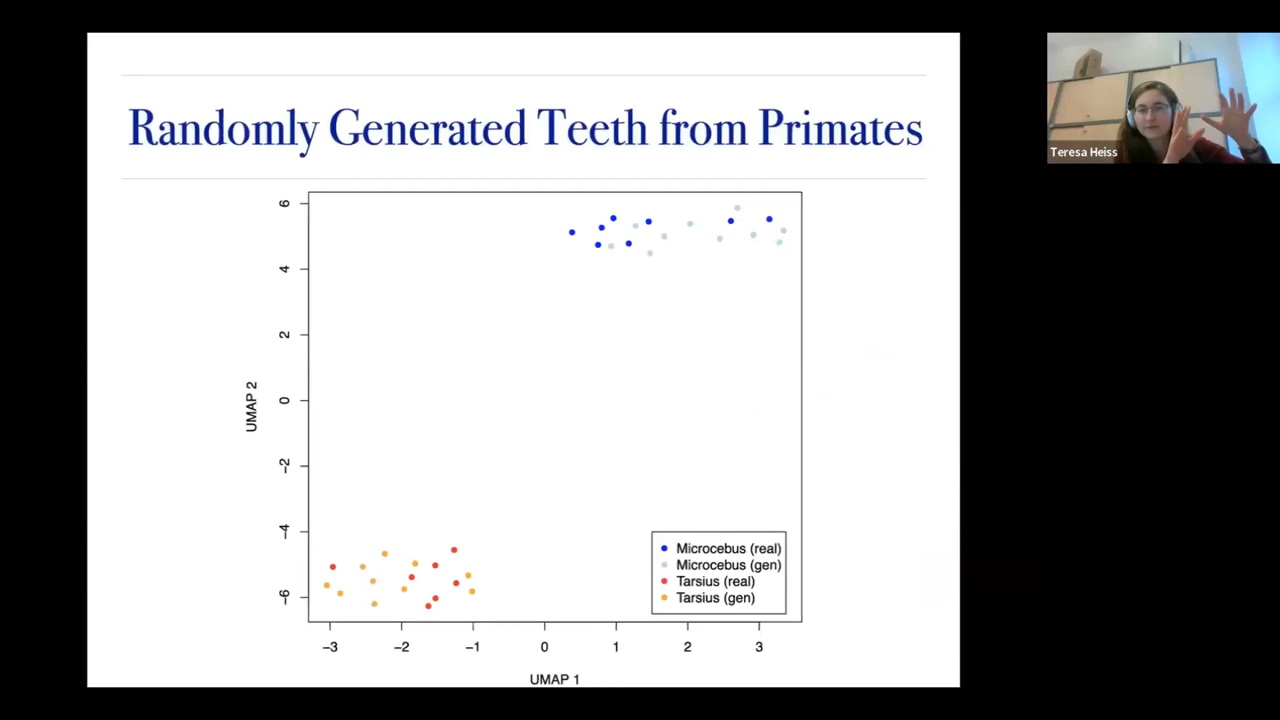 Randomly Generated Teeth from Primates
Teresa Heiss
6
4
2
0
−2
−4
−6
UMAP 2
Microcebus (real)
Microcebus (gen)
Tarsius (real)
Tarsius (gen)
−3 −2 −1 0 1 2 3
UMAP 1